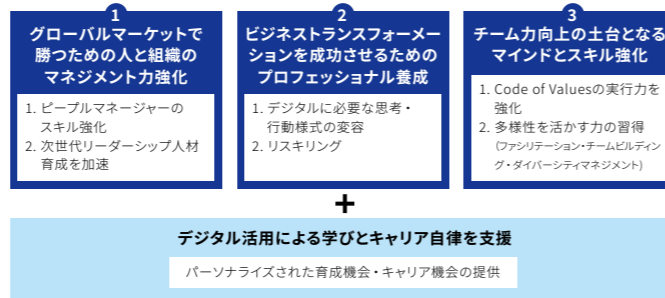 1
グローバルマーケットで
勝つための人と組織の
マネジメント力強化
1. ピープルマネージャーの
スキル強化
2. 次世代リーダーシップ人材
育成を加速
2
ビジネストランスフォーメー
ションを成功させるための
プロフェッショナル養成
1. デジタルに必要な思考・
行動様式の変容
2. リスキリング
3
チーム力向上の土台となる
マインドとスキル強化
1. Code of Valuesの実行力を
強化
2. 多様性を活かす力の習得
(ファシリテーション・チームビルディン
グ・ダイバーシティマネジメント)
+
デジタル活用による学びとキャリア自律を支援
パーソナライズされた育成機会・キャリア機会の提供